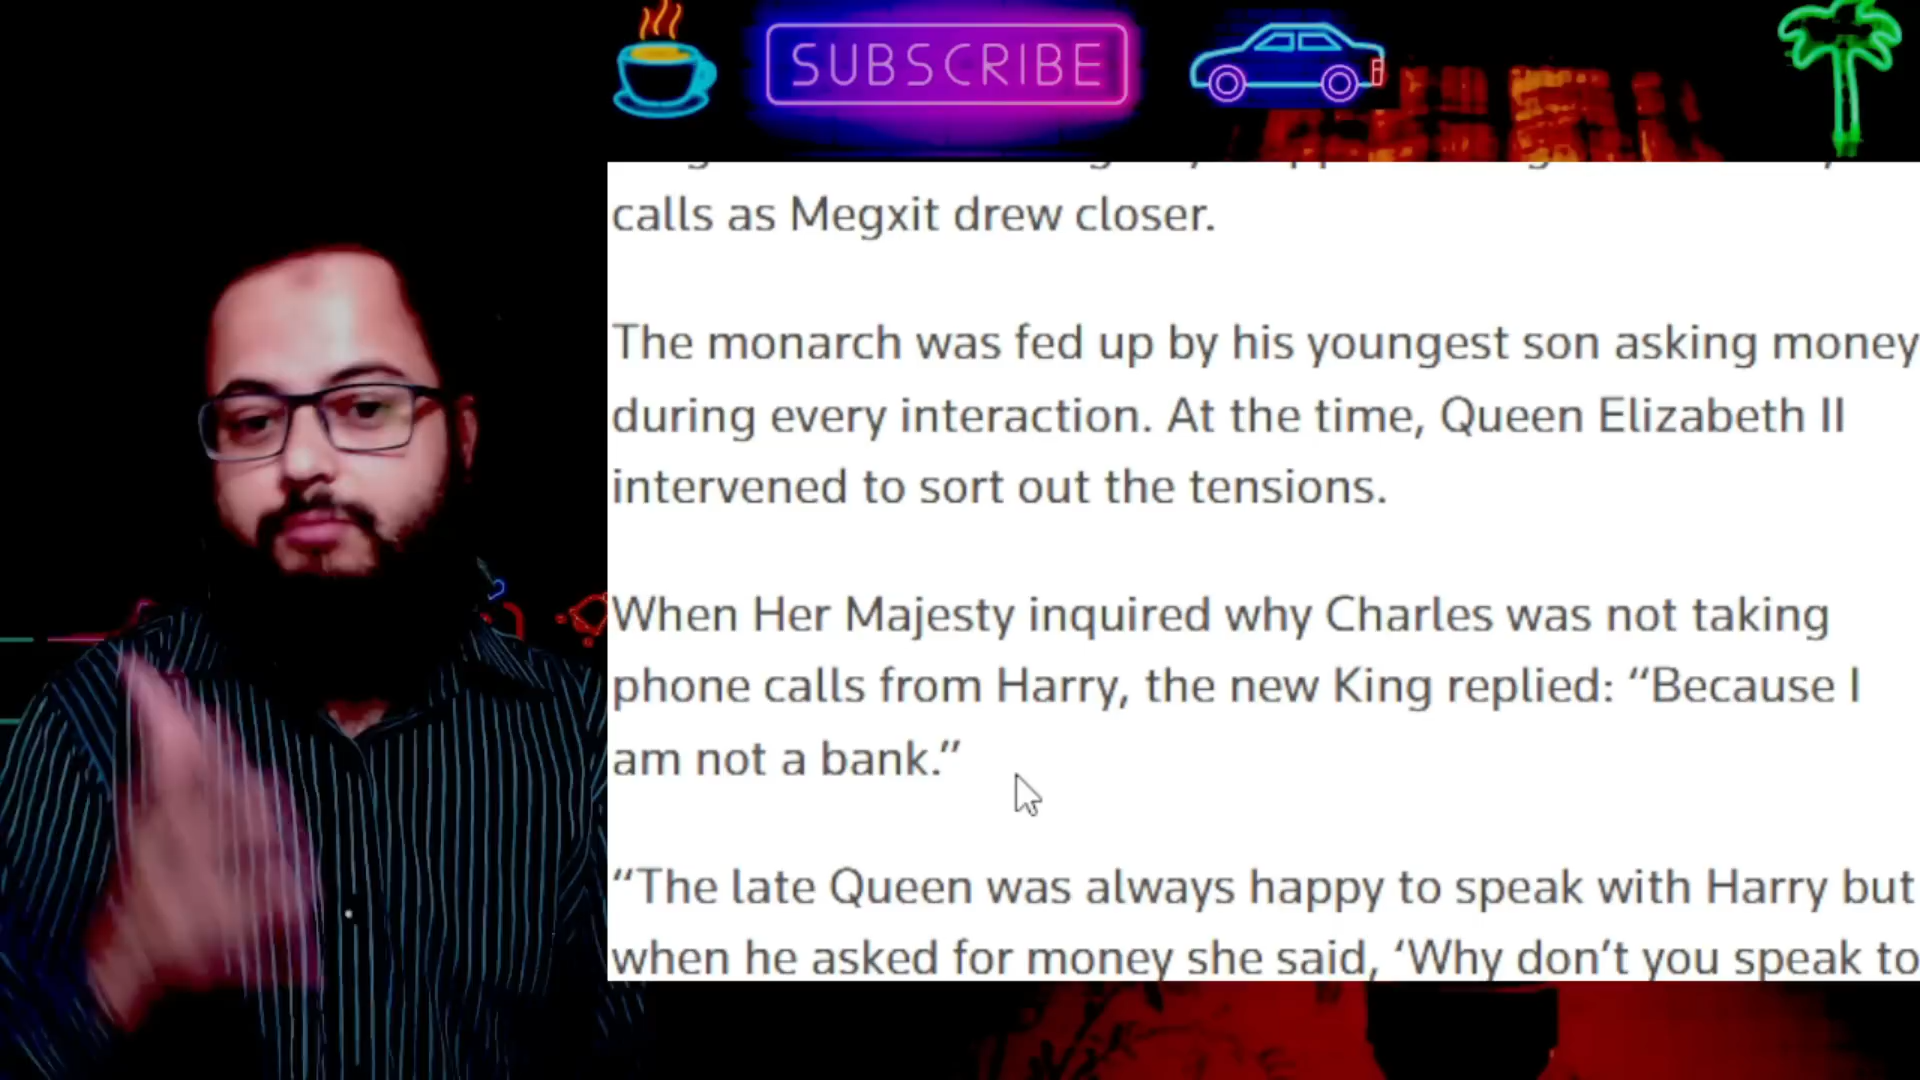 SUBSCRIBE
calls as Megxit drew closer.
The monarch was fed up by his youngest son asking money
during every interaction. At the time, Queen Elizabeth II
intervened to sort out the tensions.
When Her Majesty inquired why Charles was not taking
phone calls from Harry, the new King replied: “Because I
am not a bank.”
“The late Queen was always happy to speak with Harry but
when he asked for money she said, ‘Why don’t you speak to